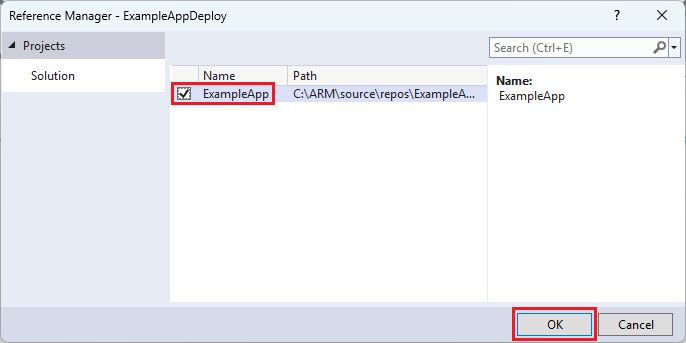 Reference Manager - ExampleAppDeploy
?
Projects
Solution
Search (Ctrl+E)
Name Path
ExampleApp C:\ARM\source\repos\ExampleA...
Name:
ExampleApp
OK Cancel